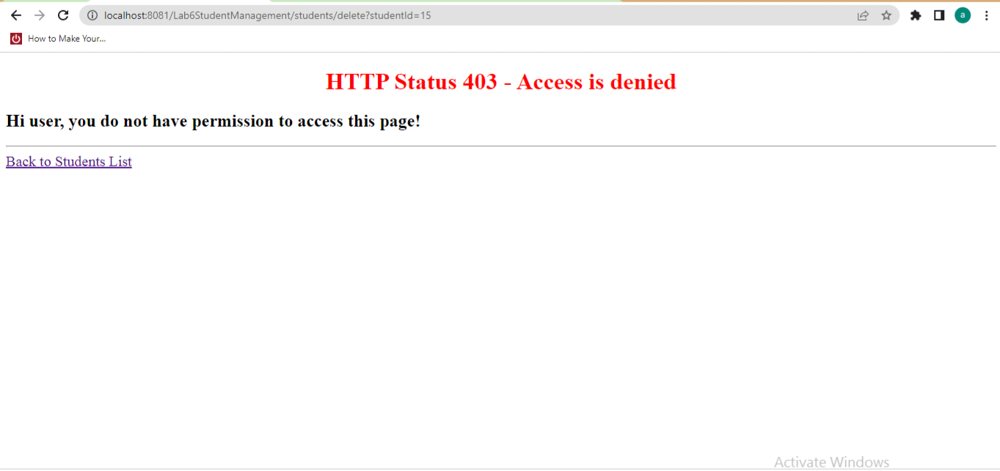 localhost:8081/Lab6StudentManagement/students/delete?studentId=15
a
How to Make Your...
HTTP Status 403 - Access is denied
Hi user, you do not have permission to access this page!
Back to Students List
Activate Windows